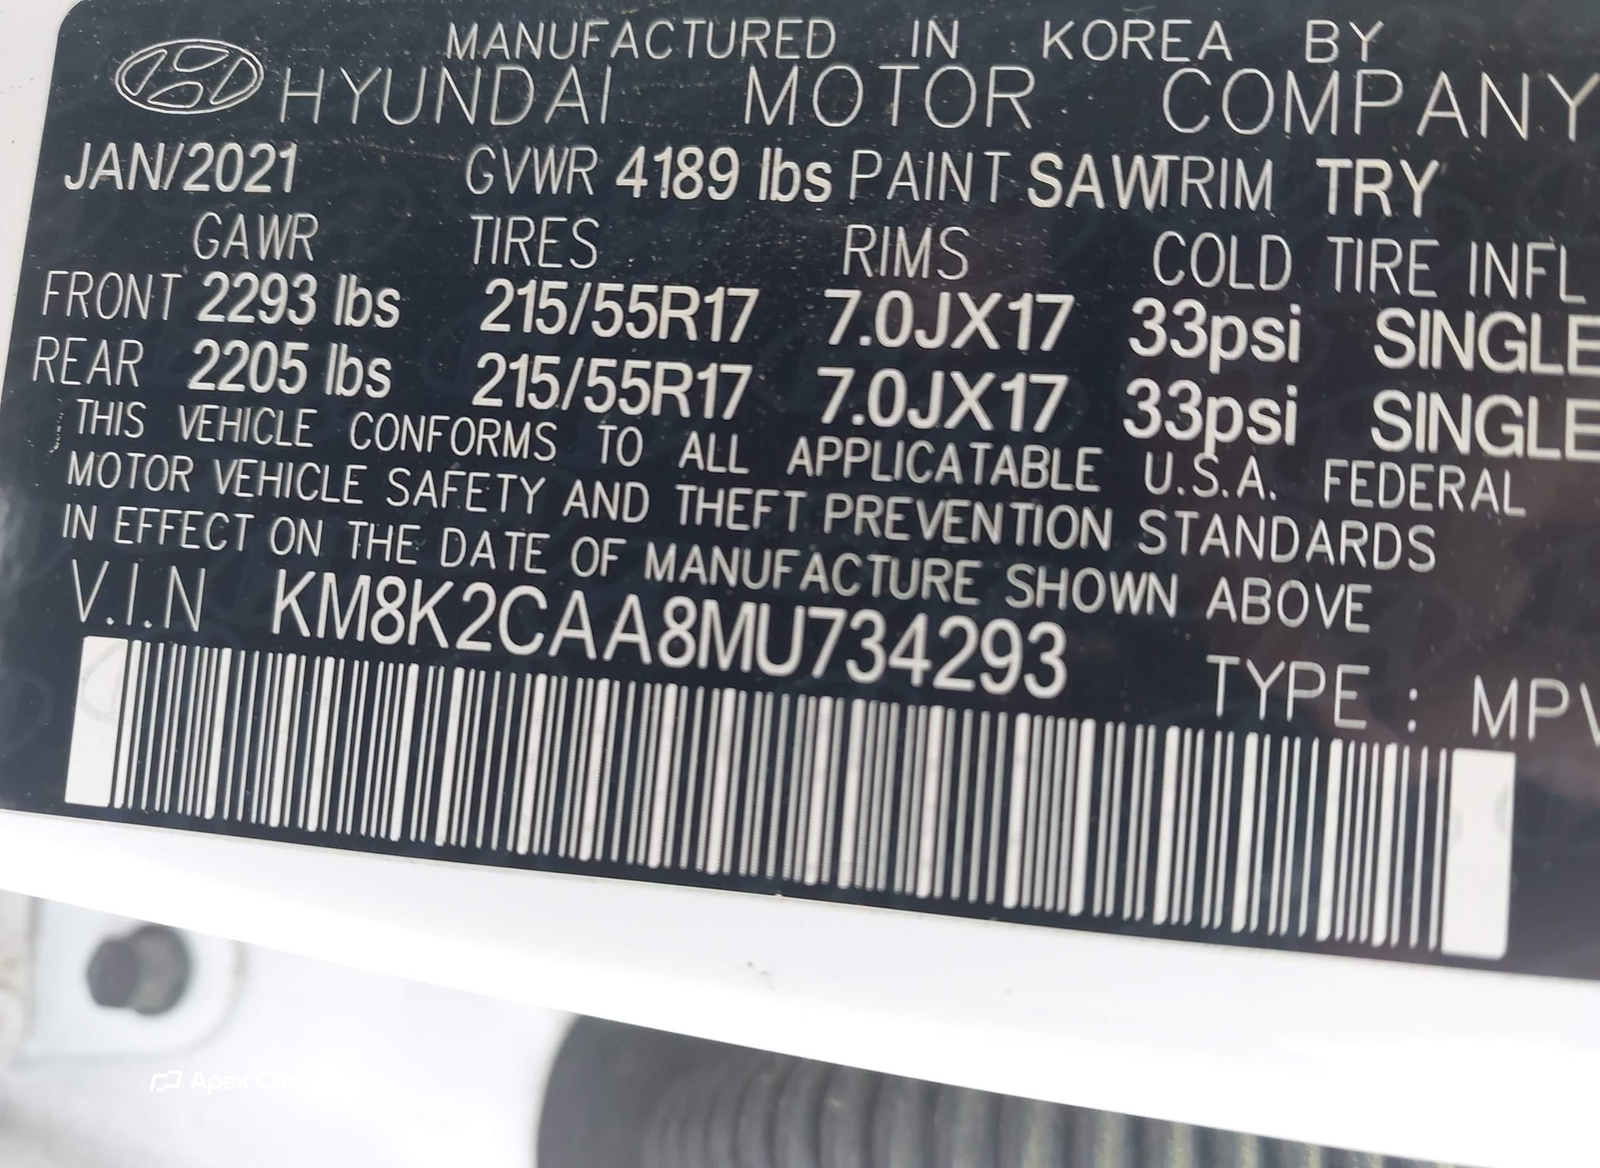 MANUFACTURED IN KOREA BY
HYUNDAI MOTOR COMPANY
JAN/2021 GVWR 4189 lbs PAINT SAW TRIM TRY
GAWR TIRES RIMS COLD TIRE INFL
FRONT 2293 lbs 215/55R17 7.0JX17 33psi SINGLE
REAR 2205 lbs 215/55R17 7.0JX17 33psi SINGLE
THIS VEHICLE CONFORMS TO ALL APPLICATABLE U.S.A. FEDERAL
MOTOR VEHICLE SAFETY AND THEFT PREVENTION STANDARDS
IN EFFECT ON THE DATE OF MANUFACTURE SHOWN ABOVE
V.I.N KM8K2CAA8MU734293
TYPE : MPV
Apex